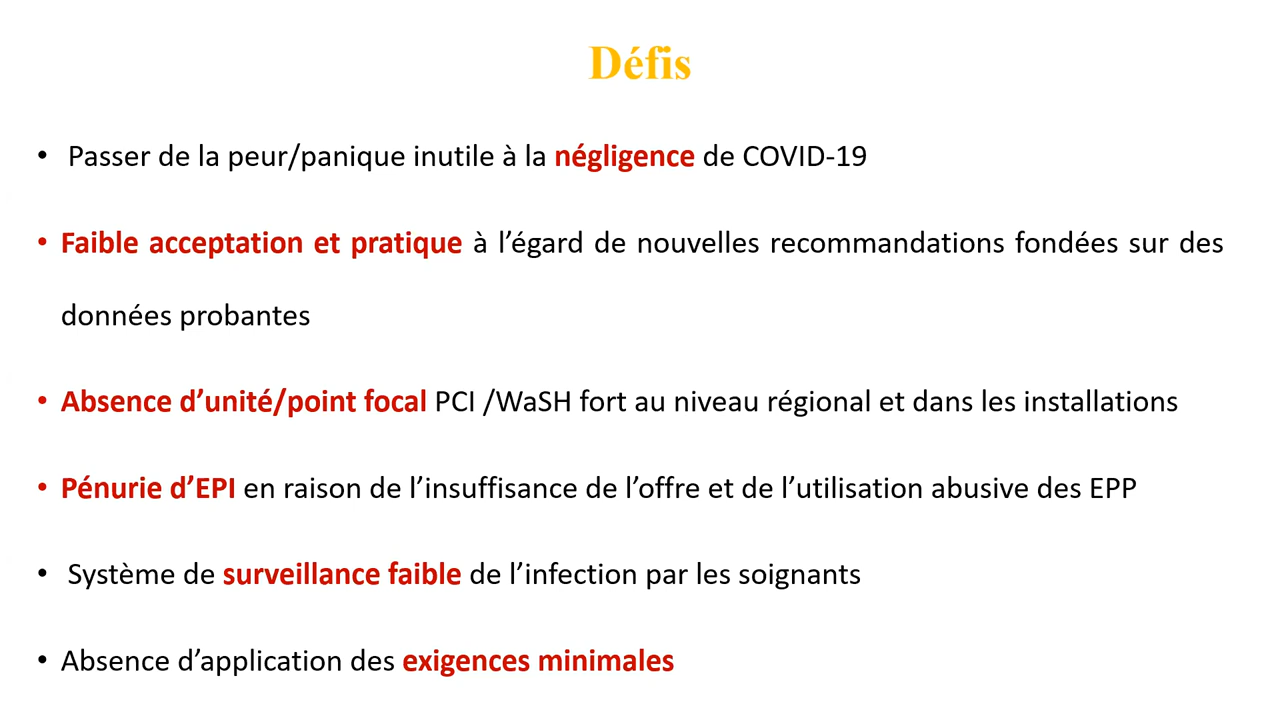 Défis
• Passer de la peur/panique inutile à la négligence de COVID-19
• Faible acceptation et pratique à l’égard de nouvelles recommandations fondées sur des
données probantes
• Absence d’unité/point focal PCI /WaSH fort au niveau régional et dans les installations
• Pénurie d’EPI en raison de l’insuffisance de l’offre et de l’utilisation abusive des EPP
• Système de surveillance faible de l’infection par les soignants
• Absence d’application des exigences minimales